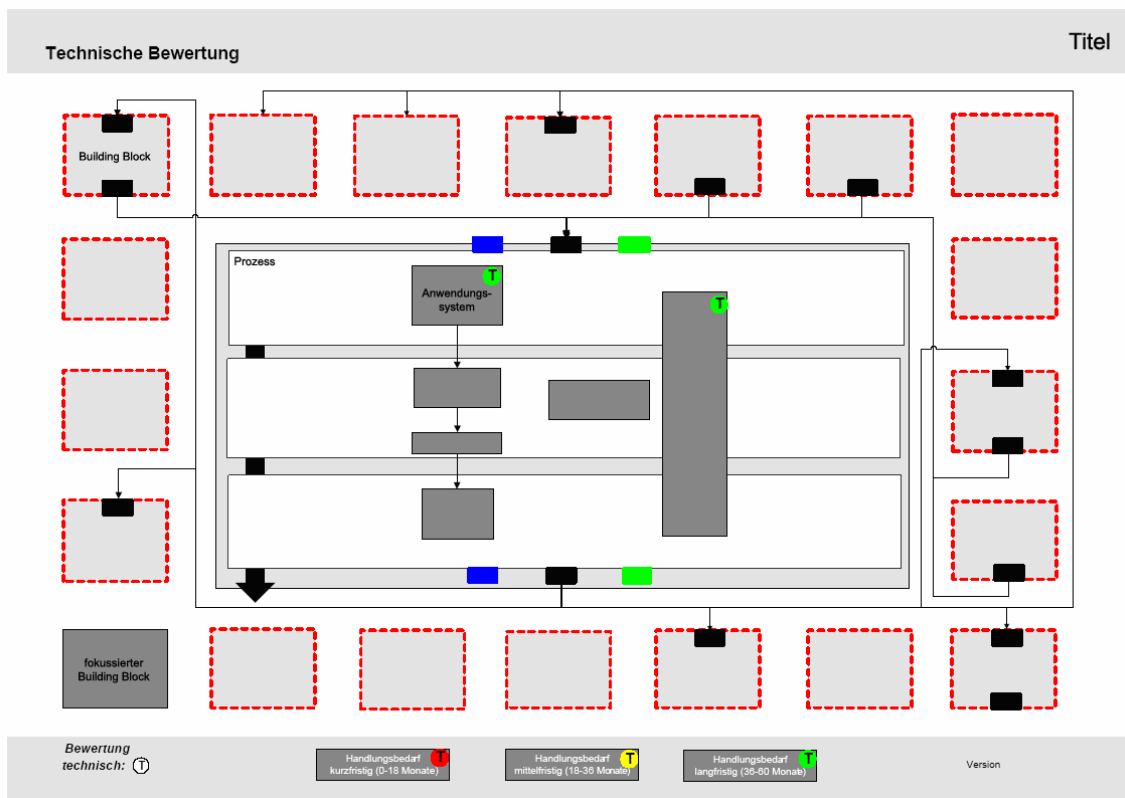 Technische Bewertung
Titel
Building Block
Prozess
T
Anwendungs-
system
T
fokussierter
Building Block
Bewertung
technisch: T
Handlungsbedarf T
kurzfristig (0-18 Monate)
Handlungsbedarf T
mittelfristig (18-36 Monate)
Handlungsbedarf T
langfristig (36-60 Monate)
Version